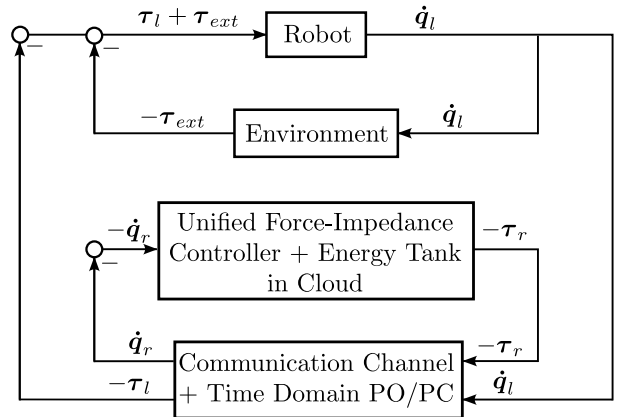 − − τ_l + τ_ext Robot q̇_l
−τ_ext Environment q̇_l
−q̇_r Unified Force-Impedance −τ_r
− Controller + Energy Tank
in Cloud
q̇_r −τ_r
Communication Channel
−τ_l + Time Domain PO/PC q̇_l